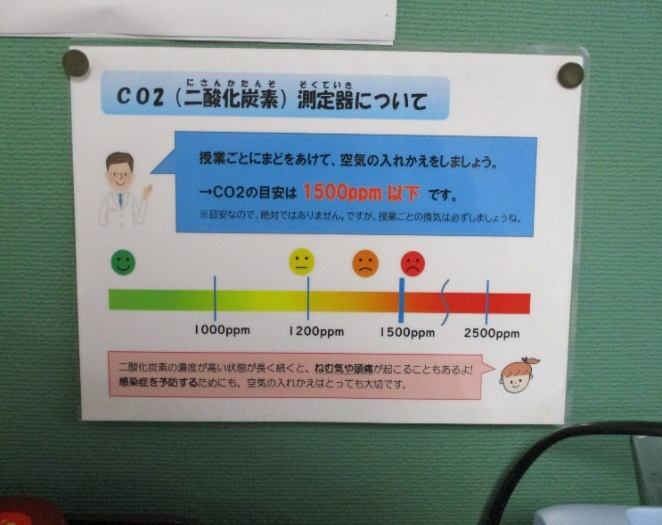 にさんかたんそ そくていき
CO2（二酸化炭素）測定器について
授業ごとにまどをあけて、空気の入れかえをしましょう。
→CO2の目安は 1500ppm 以下 です。
※目安なので、絶対ではありません。ですが、授業ごとの換気は必ずしましょうね。
1000ppm 1200ppm 1500ppm 2500ppm
二酸化炭素の濃度が高い状態が長く続くと、ねむ気や頭痛が起こることもあるよ!
感染症を予防するためにも、空気の入れかえはとっても大切です。